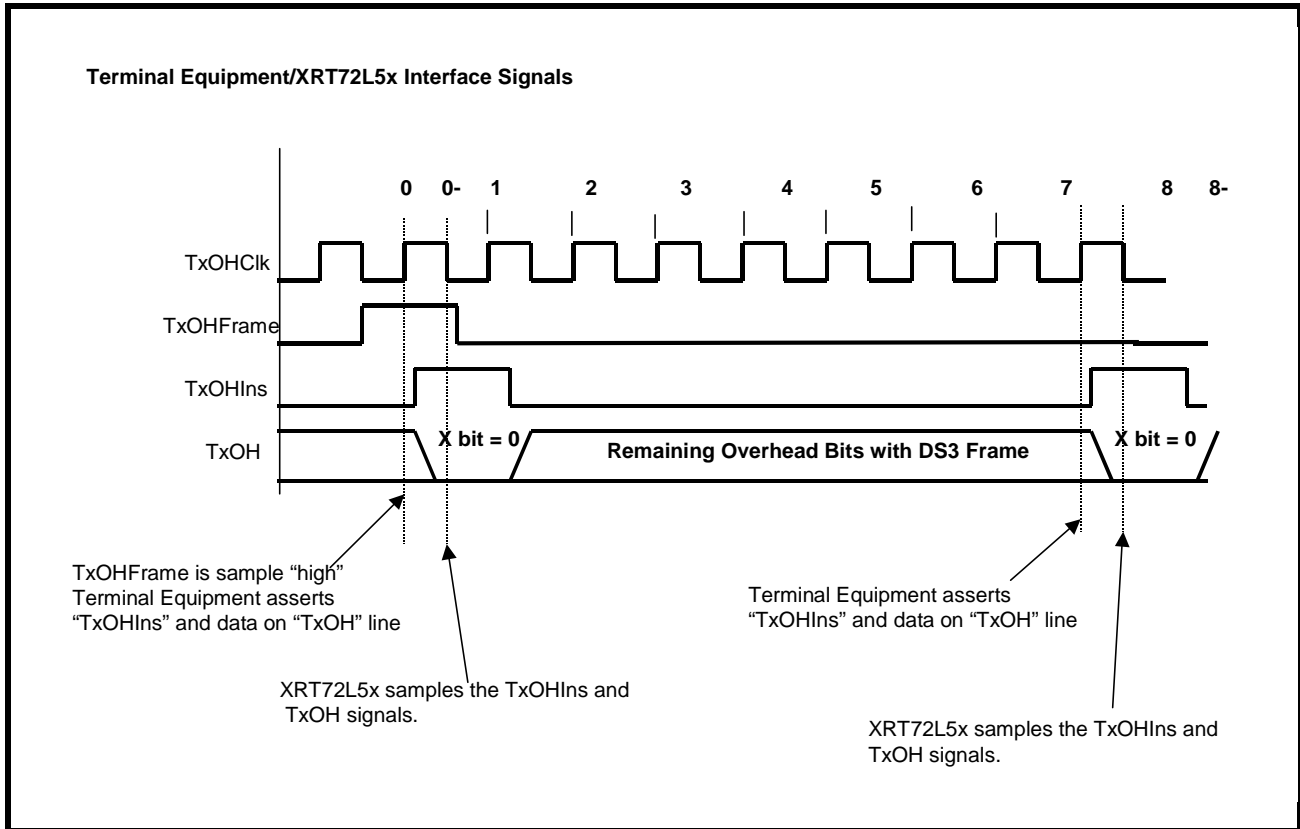 Terminal Equipment/XRT72L5x Interface Signals
0 0- 1 2 3 4 5 6 7 8 8-
TxOHClk
TxOHFrame
TxOHIns
TxOH
X bit = 0
Remaining Overhead Bits with DS3 Frame
X bit = 0
TxOHFrame is sample “high”
Terminal Equipment asserts
“TxOHIns” and data on “TxOH” line
Terminal Equipment asserts
“TxOHIns” and data on “TxOH” line
XRT72L5x samples the TxOHIns and
TxOH signals.
XRT72L5x samples the TxOHIns and
TxOH signals.